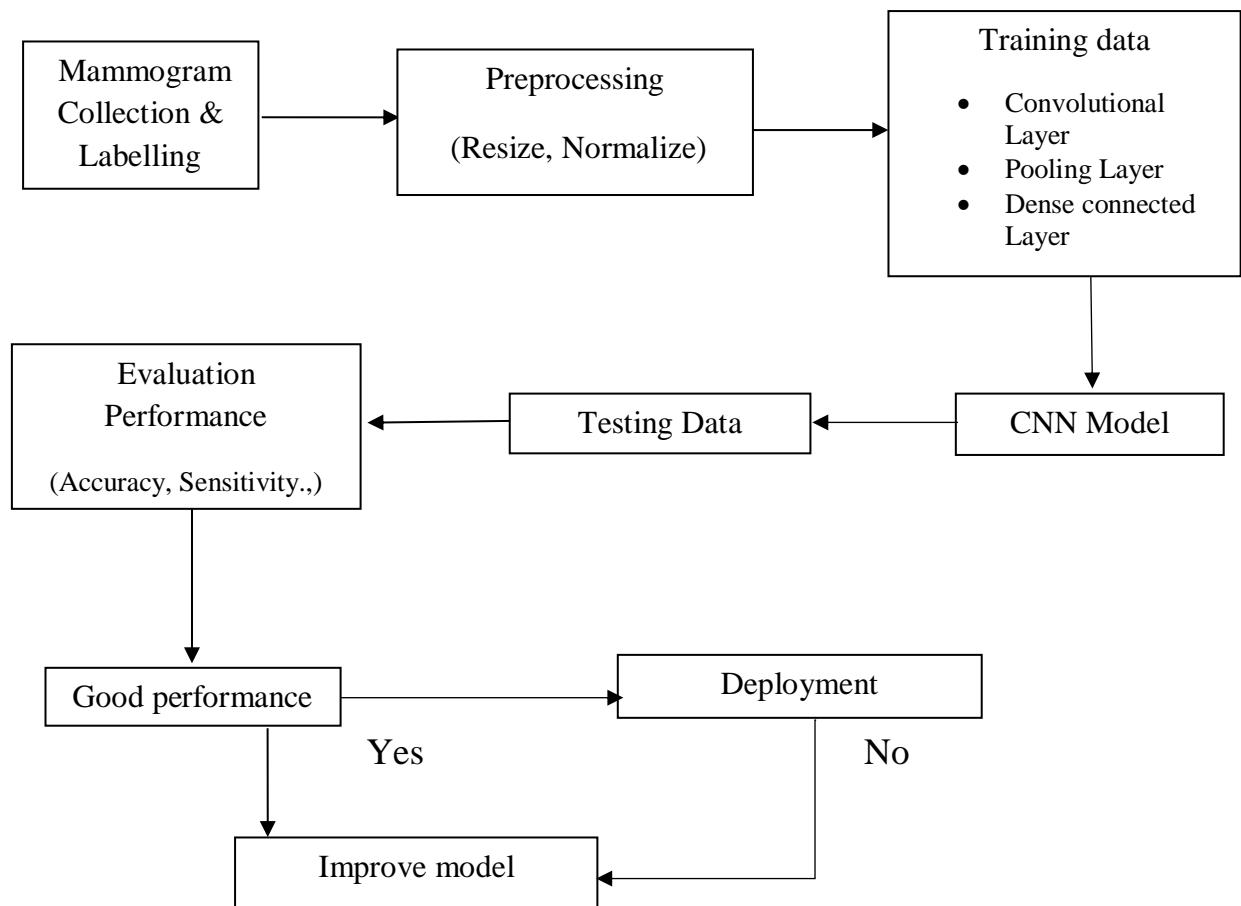 Mammogram
Collection &
Labelling
Preprocessing
(Resize, Normalize)
Training data
• Convolutional
Layer
• Pooling Layer
• Dense connected
Layer
CNN Model
Testing Data
Evaluation
Performance
(Accuracy, Sensitivity.,)
Good performance
Deployment
Yes
No
Improve model